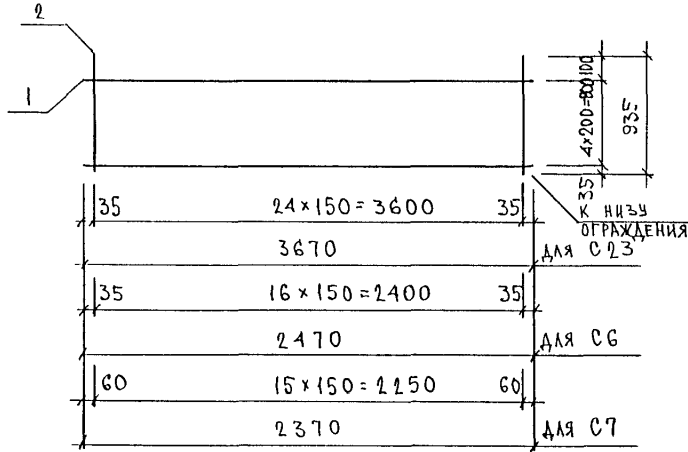 2
1
4×200=800
100
935
35
К НИЗУ
ОГРАЖДЕНИЯ
35 24×150=3600 35
3670 ДЛЯ С23
35 16×150=2400 35
2470 ДЛЯ С6
60 15×150=2250 60
2370 ДЛЯ С7